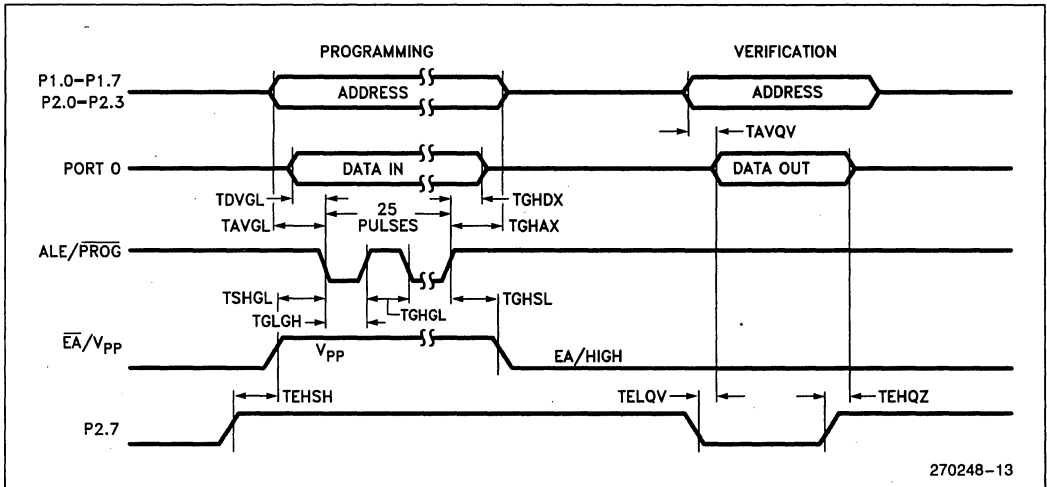 PROGRAMMING VERIFICATION
P1.0–P1.7
P2.0–P2.3
ADDRESS ADDRESS
TAVQV
PORT 0 DATA IN DATA OUT
TDVGL 25 TGHDX
TAVGL PULSES TGHAX
ALE/PROG
TSHGL TGHSL
TGLGH TGHGL
EA/VPP VPP EA/HIGH
TEHSH TELQV TEHQZ
P2.7
270248–13